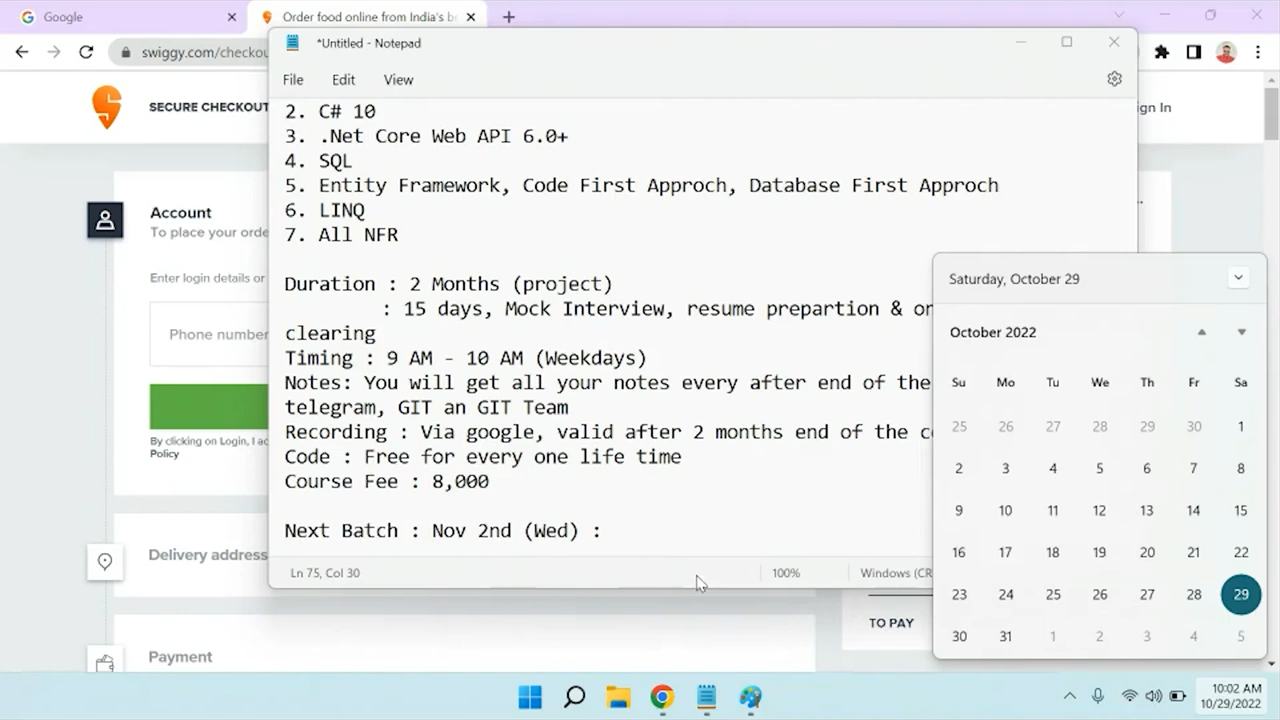 Google
Order food online from India's b
swiggy.com/checkou
*Untitled - Notepad
File Edit View
SECURE CHECKOUT
gn In
2. C# 10
3. .Net Core Web API 6.0+
4. SQL
5. Entity Framework, Code First Approch, Database First Approch
6. LINQ
7. All NFR
Duration : 2 Months (project)
: 15 days, Mock Interview, resume prepartion & on
clearing
Timing : 9 AM - 10 AM (Weekdays)
Notes: You will get all your notes every after end of the
telegram, GIT an GIT Team
Recording : Via google, valid after 2 months end of the c
Code : Free for every one life time
Course Fee : 8,000
Next Batch : Nov 2nd (Wed) :
Ln 75, Col 30 100% Windows (CR
Account
To place your orde
Enter login details or
Phone number
By clicking on Login, I ac
Policy
Delivery address
Payment
TO PAY
Saturday, October 29
October 2022
Su Mo Tu We Th Fr Sa
25 26 27 28 29 30 1
2 3 4 5 6 7 8
9 10 11 12 13 14 15
16 17 18 19 20 21 22
23 24 25 26 27 28 29
30 31 1 2 3 4 5
10:02 AM
10/29/2022